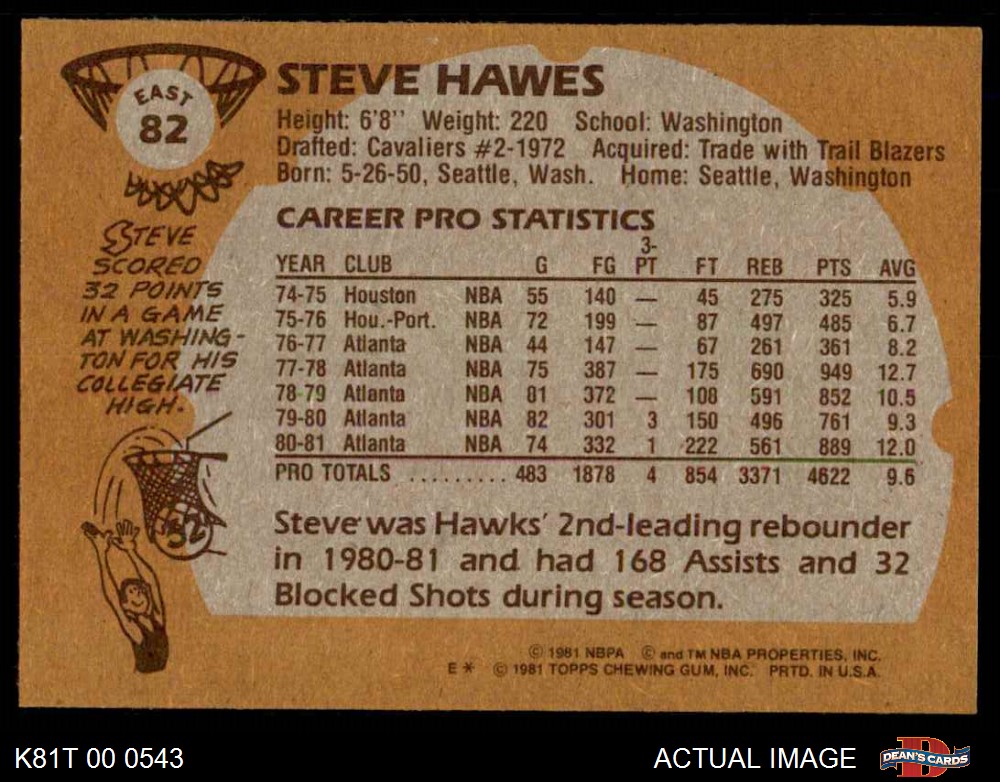 EAST
82
STEVE HAWES
Height: 6'8'' Weight: 220 School: Washington
Drafted: Cavaliers #2-1972 Acquired: Trade with Trail Blazers
Born: 5-26-50, Seattle, Wash. Home: Seattle, Washington
STEVE
SCORED
32 POINTS
IN A GAME
AT WASHING-
TON FOR HIS
COLLEGIATE
HIGH.
32
CAREER PRO STATISTICS
YEAR CLUB G FG 3-PT FT REB PTS AVG
74-75 Houston NBA 55 140 — 45 275 325 5.9
75-76 Hou.-Port. NBA 72 199 — 87 497 485 6.7
76-77 Atlanta NBA 44 147 — 67 261 361 8.2
77-78 Atlanta NBA 75 387 — 175 690 949 12.7
78-79 Atlanta NBA 81 372 — 108 591 852 10.5
79-80 Atlanta NBA 82 301 3 150 496 761 9.3
80-81 Atlanta NBA 74 332 1 222 561 889 12.0
PRO TOTALS ......... 483 1878 4 854 3371 4622 9.6
Steve was Hawks' 2nd-leading rebounder
in 1980-81 and had 168 Assists and 32
Blocked Shots during season.
© 1981 NBPA © and TM NBA PROPERTIES, INC.
E * © 1981 TOPPS CHEWING GUM, INC. PRTD. IN U.S.A.
K81T 00 0543
ACTUAL IMAGE
DEAN'S CARDS